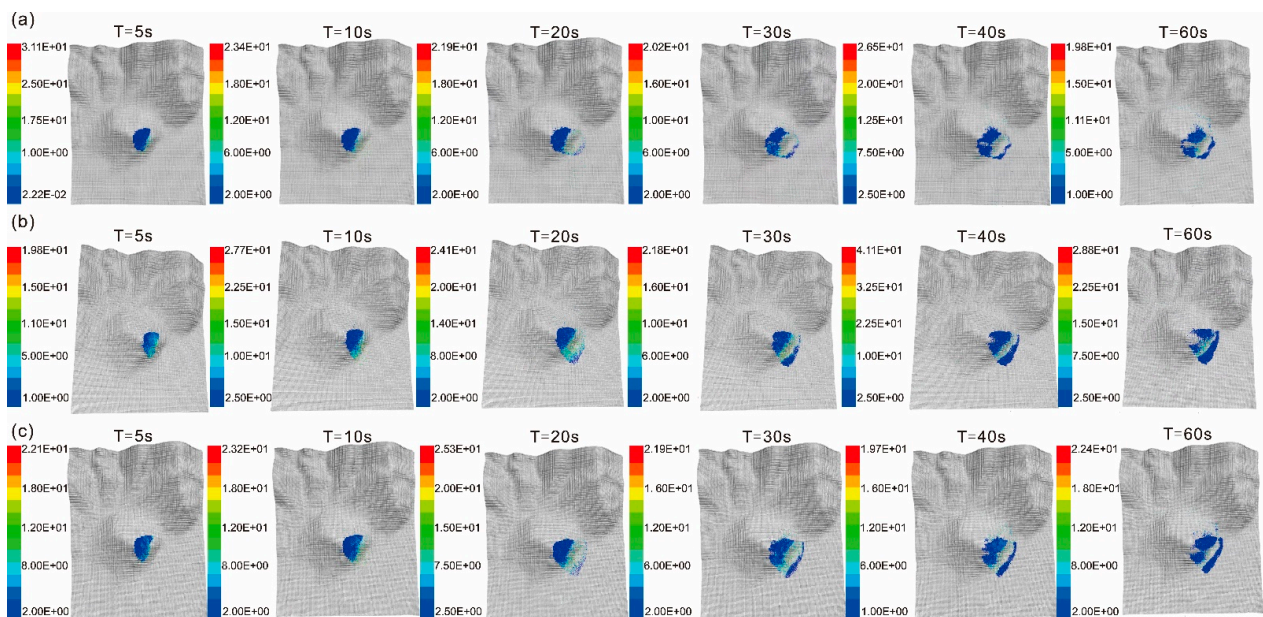 (a)
T=5s T=10s T=20s T=30s T=40s T=60s
3.11E+01 2.34E+01 2.19E+01 2.02E+01 2.65E+01 1.98E+01
2.50E+01 1.80E+01 1.80E+01 1.60E+01 2.00E+01 1.60E+01
1.75E+01 1.20E+01 1.20E+01 1.00E+01 1.25E+01 1.11E+01
1.00E+00 6.00E+00 6.00E+00 6.00E+00 7.50E+00 5.00E+00
2.22E-02 2.00E+00 2.00E+00 2.00E+00 2.50E+00 1.00E+00
(b)
T=5s T=10s T=20s T=30s T=40s T=60s
1.98E+01 2.77E+01 2.41E+01 2.18E+01 4.11E+01 2.88E+01
1.50E+01 2.20E+01 2.00E+01 1.60E+01 3.25E+01 2.25E+01
1.10E+01 1.50E+01 1.40E+01 1.00E+01 2.25E+01 1.50E+01
5.00E+00 1.00E+01 8.00E+00 6.00E+00 1.25E+01 7.50E+00
1.00E+00 2.50E+00 2.00E+00 2.00E+00 2.50E+00 2.50E+00
(c)
T=5s T=10s T=20s T=30s T=40s T=60s
2.21E+01 2.32E+01 2.53E+01 2.19E+01 1.97E+01 2.24E+01
1.80E+01 1.80E+01 2.00E+01 1.60E+01 1.60E+01 1.80E+01
1.20E+01 1.20E+01 1.50E+01 1.20E+01 1.00E+01 1.20E+01
8.00E+00 8.00E+00 7.50E+00 8.00E+00 6.00E+00 8.00E+00
2.00E+00 2.00E+00 2.50E+00 2.00E+00 1.00E+00 2.00E+00